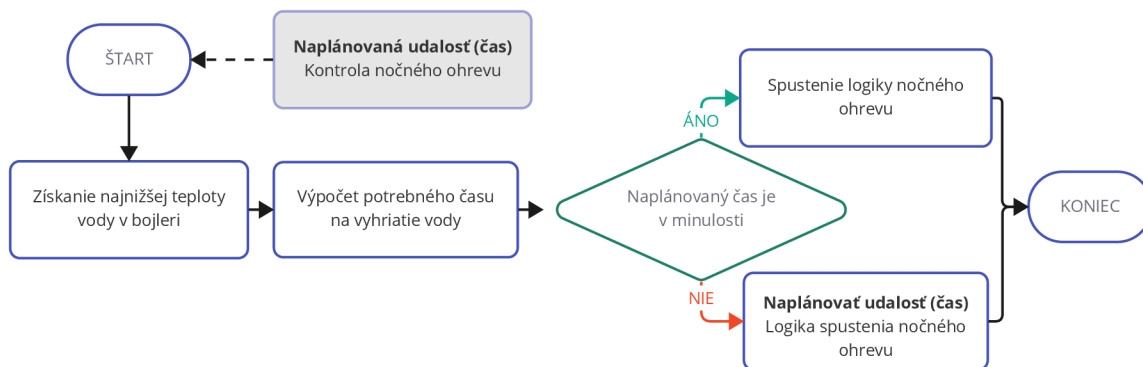 ŠTART
Naplánovaná udalosť (čas)
Kontrola nočného ohrevu
Získanie najnižšej teploty
vody v bojleri
Výpočet potrebného času
na vyhriatie vody
Naplánovaný čas je
v minulosti
ÁNO
Spustenie logiky nočného
ohrevu
NIE
Naplánovať udalosť (čas)
Logika spustenia nočného
ohrevu
KONIEC